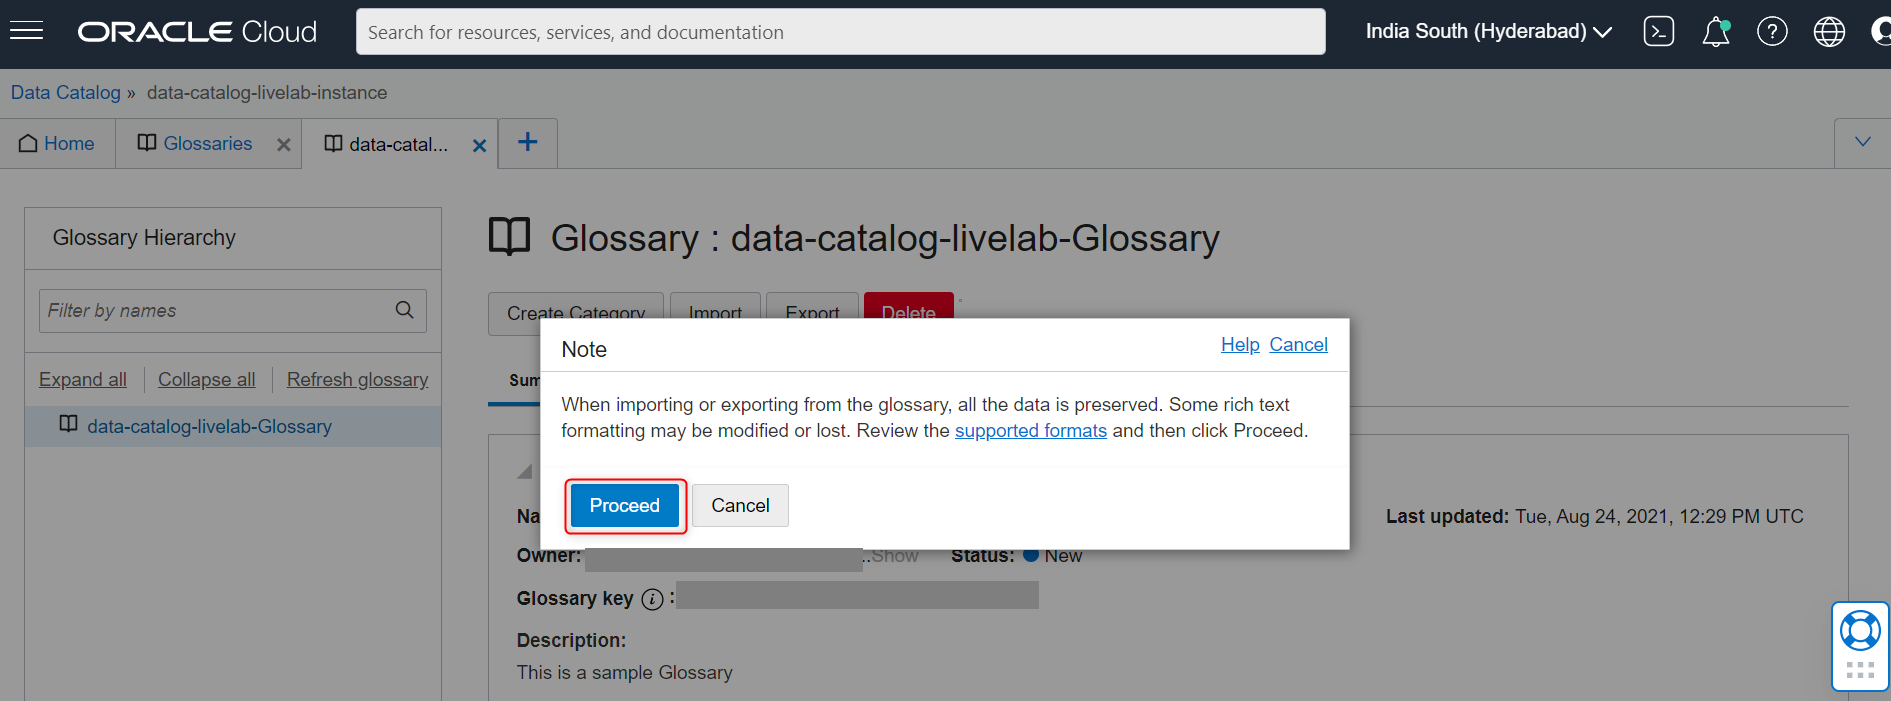 ORACLE Cloud
Search for resources, services, and documentation
India South (Hyderabad)
Data Catalog » data-catalog-livelab-instance
Home
Glossaries
data-catal...
Glossary Hierarchy
Filter by names
Expand all
Collapse all
Refresh glossary
data-catalog-livelab-Glossary
Glossary : data-catalog-livelab-Glossary
Create Category
Import
Export
Delete
Sum
Note
Help
Cancel
When importing or exporting from the glossary, all the data is preserved. Some rich text
formatting may be modified or lost. Review the supported formats and then click Proceed.
Proceed
Cancel
Na
Last updated: Tue, Aug 24, 2021, 12:29 PM UTC
Owner: ..Show
Status: New
Glossary key i :
Description:
This is a sample Glossary